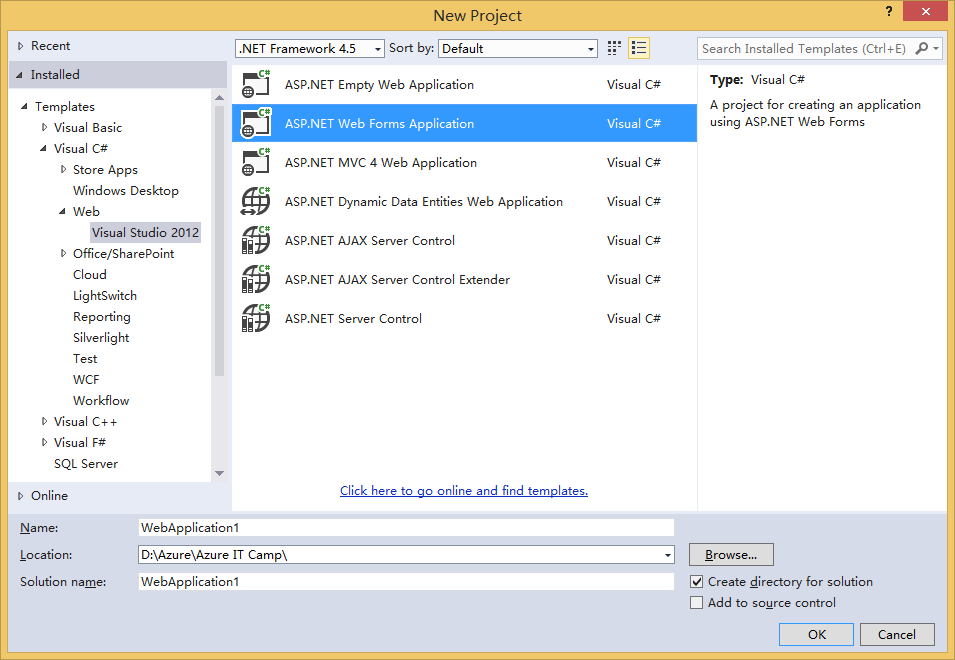 New Project
?
Recent
.NET Framework 4.5
Sort by:
Default
Search Installed Templates (Ctrl+E)
Installed
Templates
Visual Basic
Visual C#
Store Apps
Windows Desktop
Web
Visual Studio 2012
Office/SharePoint
Cloud
LightSwitch
Reporting
Silverlight
Test
WCF
Workflow
Visual C++
Visual F#
SQL Server
Online
C# ASP.NET Empty Web Application Visual C#
C# ASP.NET Web Forms Application Visual C#
C# ASP.NET MVC 4 Web Application Visual C#
C# ASP.NET Dynamic Data Entities Web Application Visual C#
C# ASP.NET AJAX Server Control Visual C#
C# ASP.NET AJAX Server Control Extender Visual C#
C# ASP.NET Server Control Visual C#
Click here to go online and find templates.
Type: Visual C#
A project for creating an application
using ASP.NET Web Forms
Name: WebApplication1
Location: D:\Azure\Azure IT Camp\ Browse...
Solution name: WebApplication1
Create directory for solution
Add to source control
OK Cancel